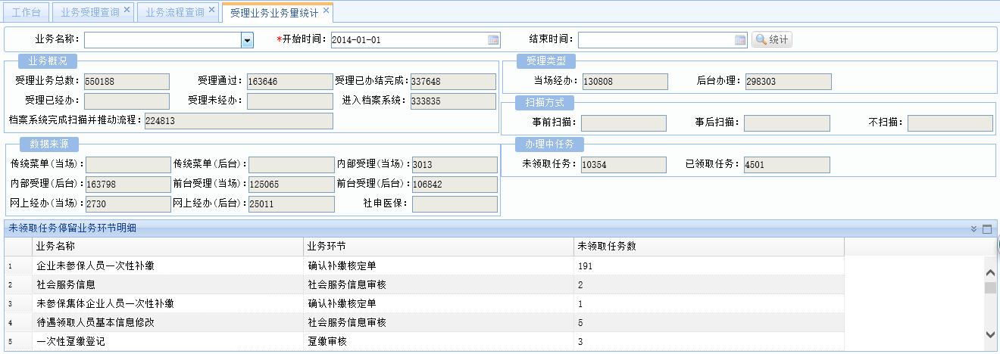 工作台 业务受理查询 业务流程查询 受理业务业务量统计
业务名称: *开始时间: 2014-01-01 结束时间: 统计
业务概况
受理业务总数: 550188 受理通过: 163646 受理已办结完成: 337648
受理已经办: 受理未经办: 进入档案系统: 333835
档案系统完成扫描并推动流程: 224813
受理类型
当场经办: 130808 后台办理: 298303
扫描方式
事前扫描: 事后扫描: 不扫描:
数据来源
传统菜单(当场): 传统菜单(后台): 内部受理(当场): 3013
内部受理(后台): 163798 前台受理(当场): 125065 前台受理(后台): 106842
网上经办(当场): 2730 网上经办(后台): 25011 社申医保:
办理中任务
未领取任务: 10354 已领取任务: 4501
未领取任务停留业务环节明细
业务名称 业务环节 未领取任务数
1 企业未参保人员一次性补缴 确认补缴核定单 191
2 社会服务信息 社会服务信息审核 2
3 未参保集体企业人员一次性补缴 确认补缴核定单 1
4 待遇领取人员基本信息修改 社会服务信息审核 5
5 一次性趸缴登记 趸缴审核 3